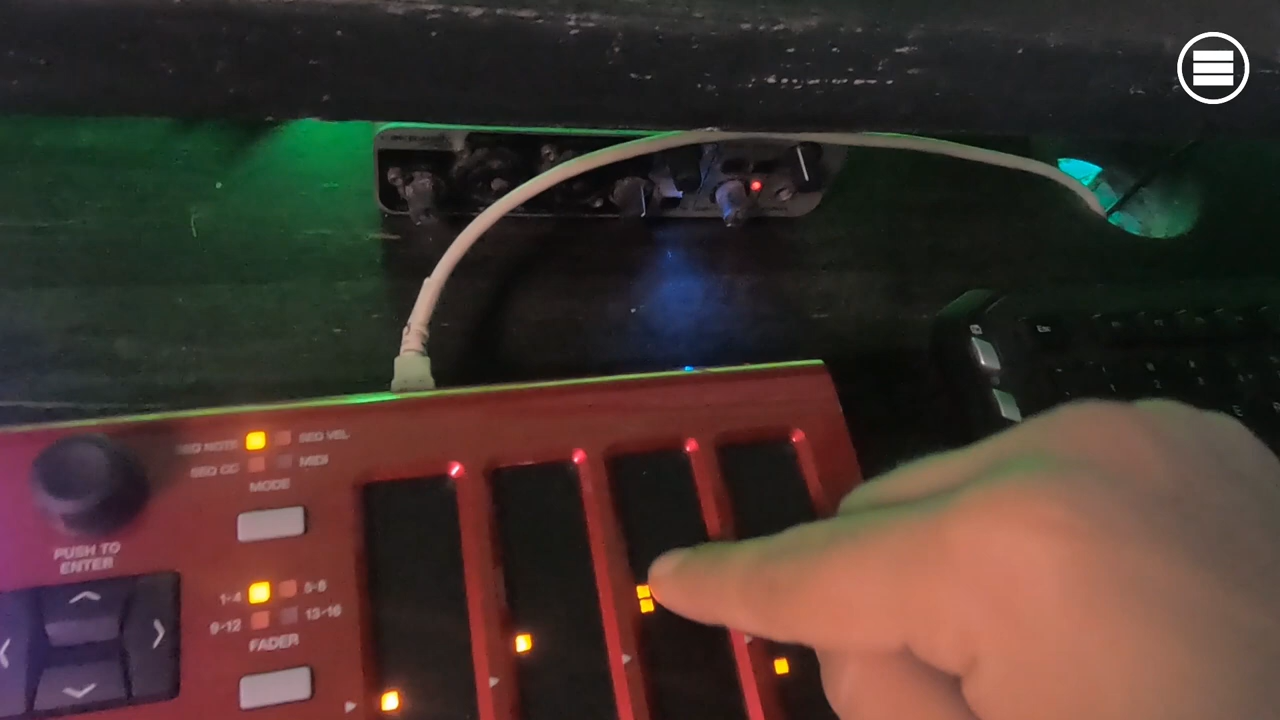 SEQ NOTE
SEQ VEL
SEQ CC
MIDI
MODE
PUSH TO
ENTER
1-4
5-8
9-12
13-16
FADER
Esc